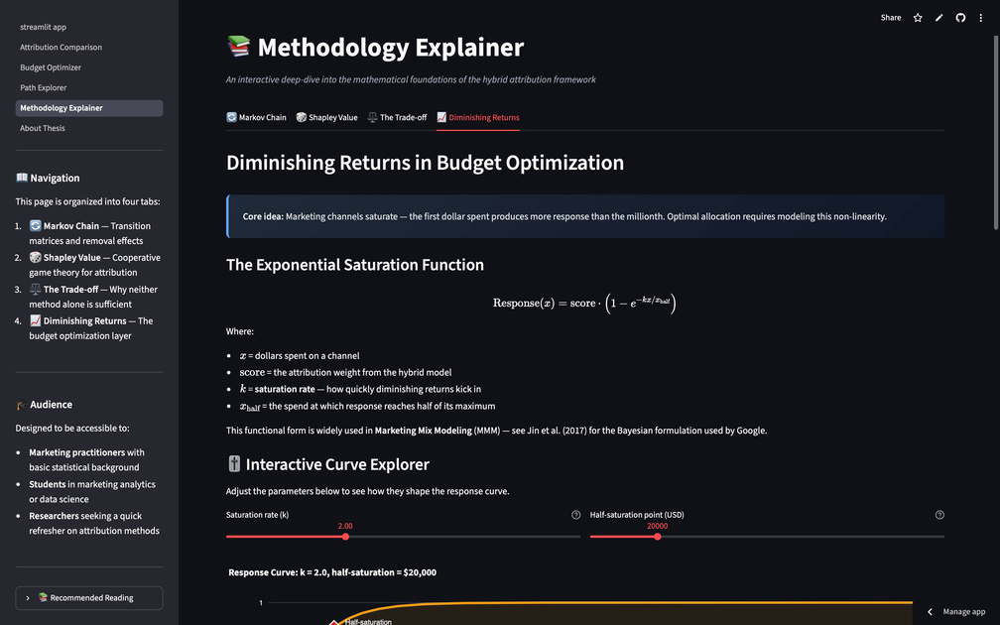 streamlit app
Attribution Comparison
Budget Optimizer
Path Explorer
Methodology Explainer
About Thesis
📖 Navigation
This page is organized into four tabs:
1. 🔄 Markov Chain — Transition
matrices and removal effects
2. 🎲 Shapley Value — Cooperative
game theory for attribution
3. ⚖️ The Trade-off — Why neither
method alone is sufficient
4. 📈 Diminishing Returns — The
budget optimization layer
🎓 Audience
Designed to be accessible to:
• Marketing practitioners with
basic statistical background
• Students in marketing analytics
or data science
• Researchers seeking a quick
refresher on attribution methods
📚 Recommended Reading
Share
📚 Methodology Explainer
An interactive deep-dive into the mathematical foundations of the hybrid attribution framework
🔄 Markov Chain 🎲 Shapley Value ⚖️ The Trade-off 📈 Diminishing Returns
Diminishing Returns in Budget Optimization
Core idea: Marketing channels saturate — the first dollar spent produces more response than the millionth. Optimal allocation requires modeling this non-linearity.
The Exponential Saturation Function
Response(x) = score · (1 − e^{−kx/x_half})
Where:
• x = dollars spent on a channel
• score = the attribution weight from the hybrid model
• k = saturation rate — how quickly diminishing returns kick in
• x_half = the spend at which response reaches half of its maximum
This functional form is widely used in Marketing Mix Modeling (MMM) — see Jin et al. (2017) for the Bayesian formulation used by Google.
🎚️ Interactive Curve Explorer
Adjust the parameters below to see how they shape the response curve.
Saturation rate (k)
2.00
Half-saturation point (USD)
20000
Response Curve: k = 2.0, half-saturation = $20,000
1
Half-saturation
Manage app